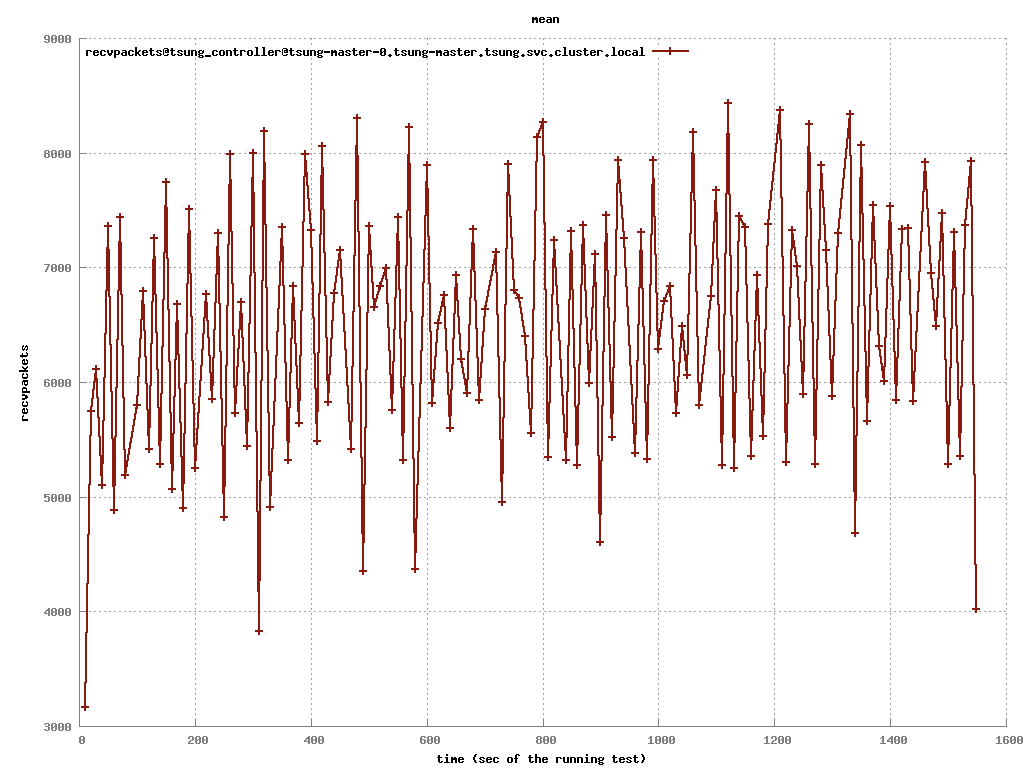 mean
9000
recvpackets@tsung_controller@tsung-master-0.tsung-master.tsung.svc.cluster.local
8000
7000
6000
recvpackets
5000
4000
3000
0 200 400 600 800 1000 1200 1400 1600
time (sec of the running test)